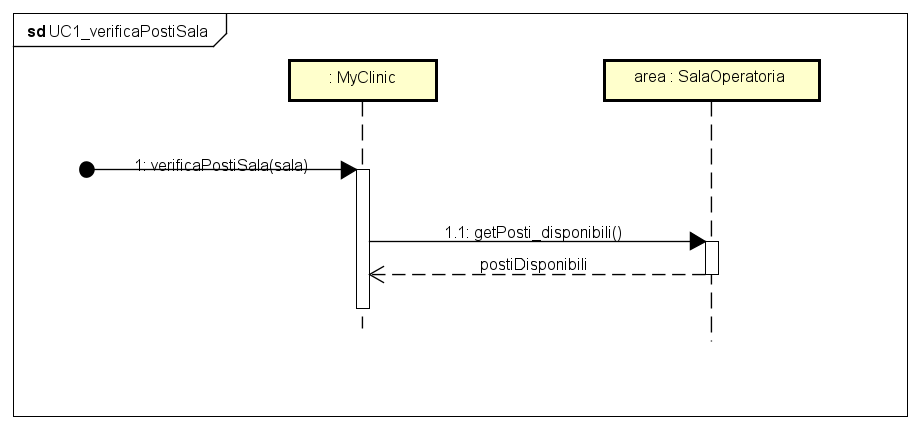 sd UC1_verificaPostiSala
: MyClinic
area : SalaOperatoria
1: verificaPostiSala(sala)
1.1: getPosti_disponibili()
postiDisponibili